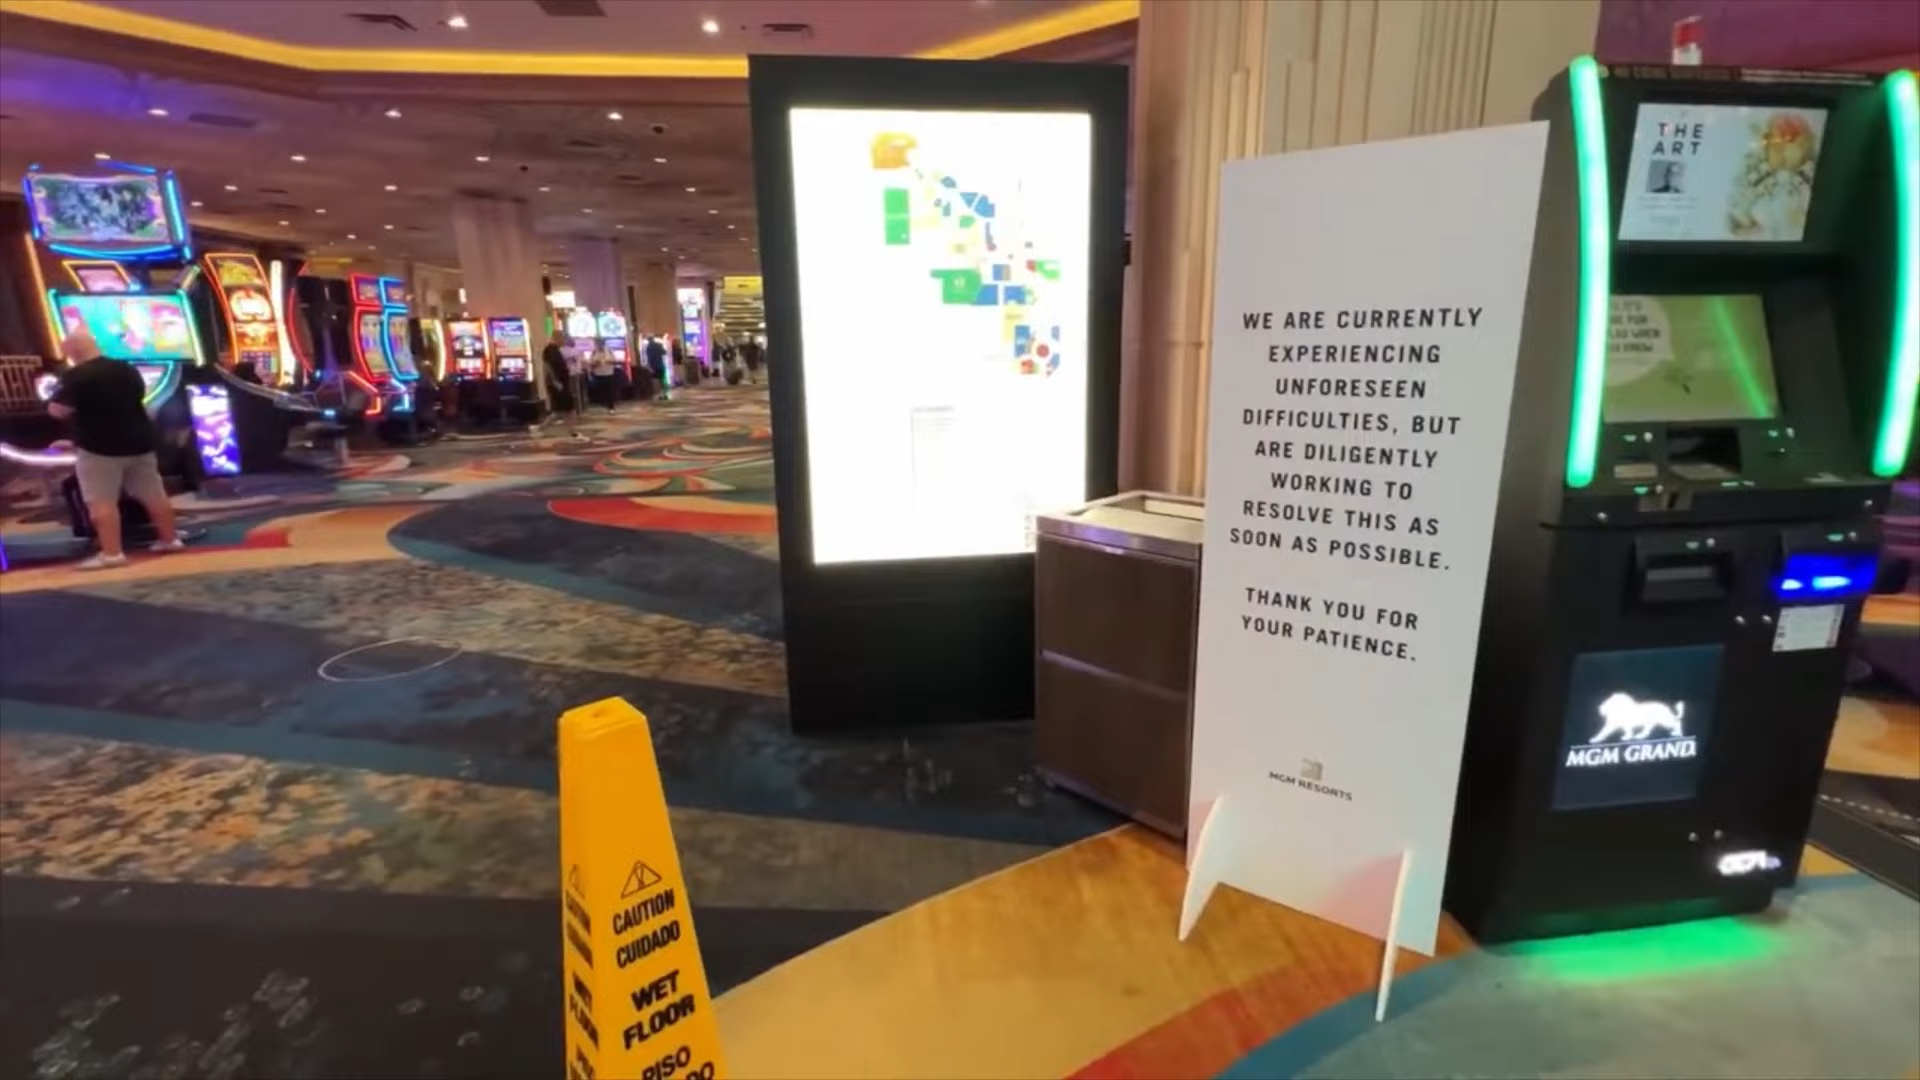 THE
ART
WE ARE CURRENTLY
EXPERIENCING
UNFORESEEN
DIFFICULTIES, BUT
ARE DILIGENTLY
WORKING TO
RESOLVE THIS AS
SOON AS POSSIBLE.
THANK YOU FOR
YOUR PATIENCE.
MGM RESORTS
MGM GRAND
CAUTION
CUIDADO
WET
FLOOR
PISO